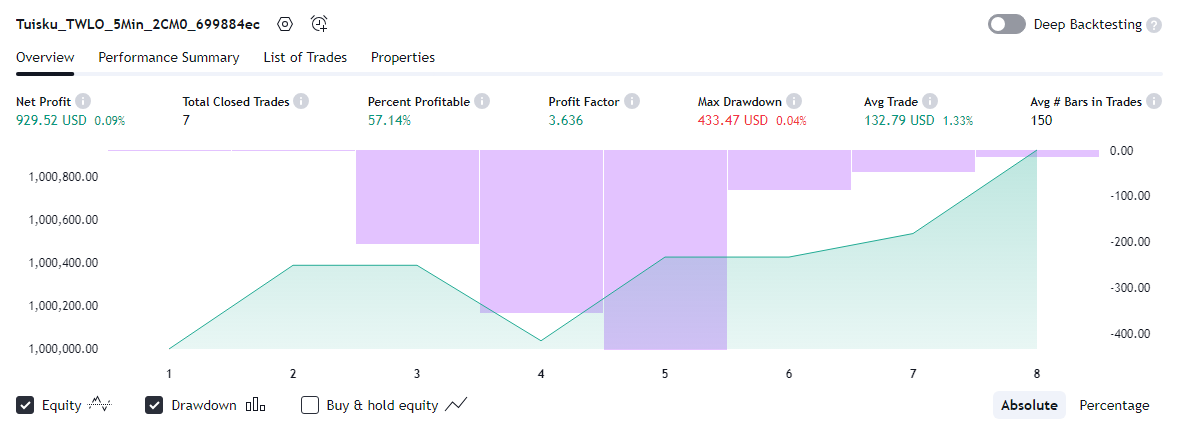 Tuisku_TWLO_5Min_2CM0_699884ec
Deep Backtesting ?
Overview Performance Summary List of Trades Properties
Net Profit i Total Closed Trades i Percent Profitable i Profit Factor i Max Drawdown i Avg Trade i Avg # Bars in Trades i
929.52 USD 0.09% 7 57.14% 3.636 433.47 USD 0.04% 132.79 USD 1.33% 150
0.00
1,000,800.00
-100.00
1,000,600.00
-200.00
1,000,400.00
-300.00
1,000,200.00
-400.00
1,000,000.00
1 2 3 4 5 6 7 8
Equity Drawdown Buy & hold equity Absolute Percentage